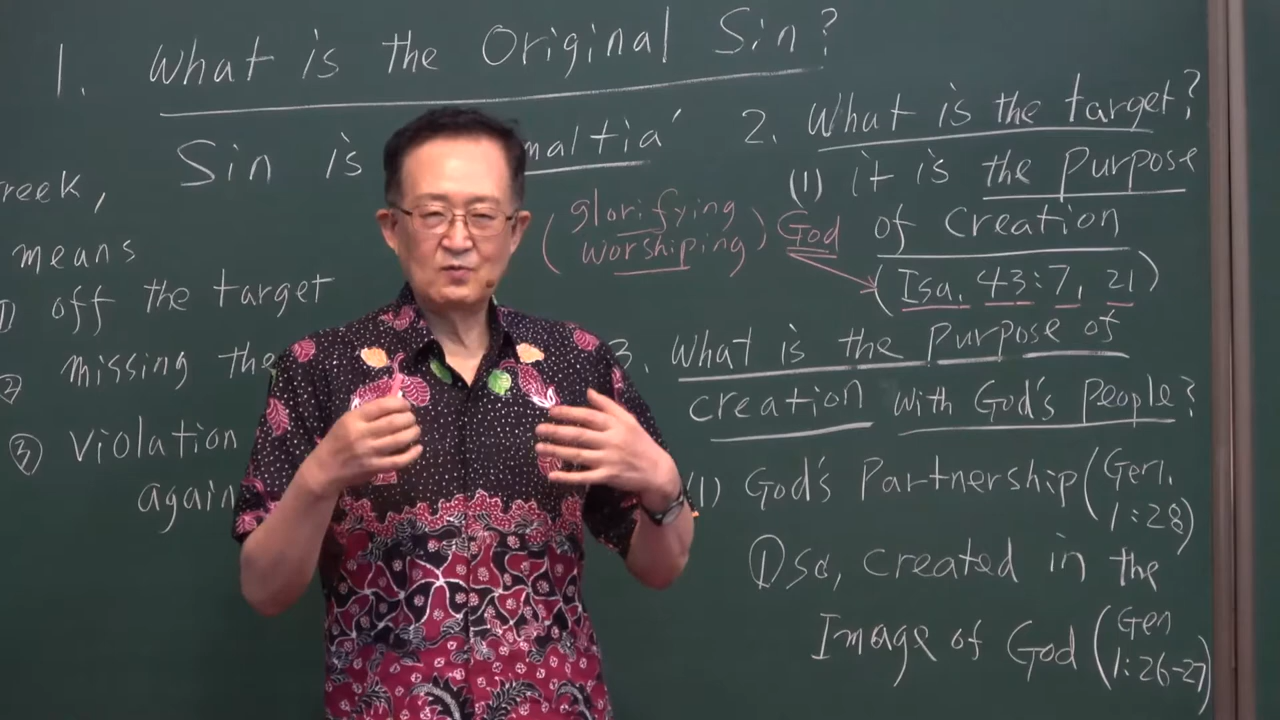 1. What is the Original Sin?
Sin is maltia'
reek,
means
① off the target
② missing the
③ violation
again
2. What is the target?
(1) it is the purpose
of creation
(glorifying
worshiping) God
(Isa, 43:7, 21)
3. What is the purpose of
creation with God's people?
(1) God's Partnership (Gen,
1:28)
① so, created in the
Image of God (Gen
1:26-27)